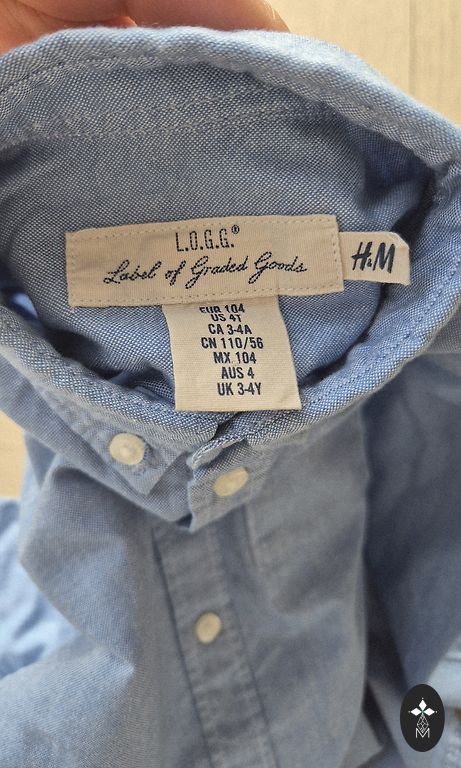 L.O.G.G.®
Label of Graded Goods
H&M
EUR 104
US 4T
CA 3-4A
CN 110/56
MX 104
AUS 4
UK 3-4Y
M